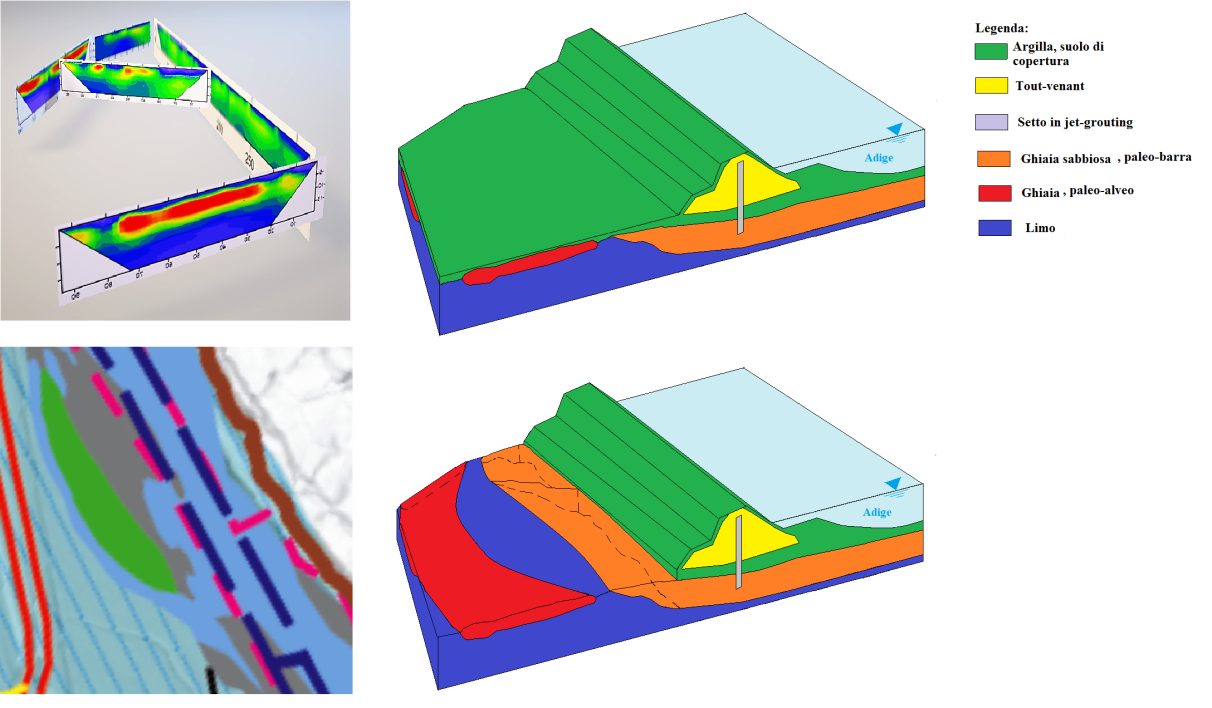 Legenda:
Argilla, suolo di
copertura
Tout-venant
Setto in jet-grouting
Ghiaia sabbiosa , paleo-barra
Ghiaia , paleo-alveo
Limo
Adige
Adige
250